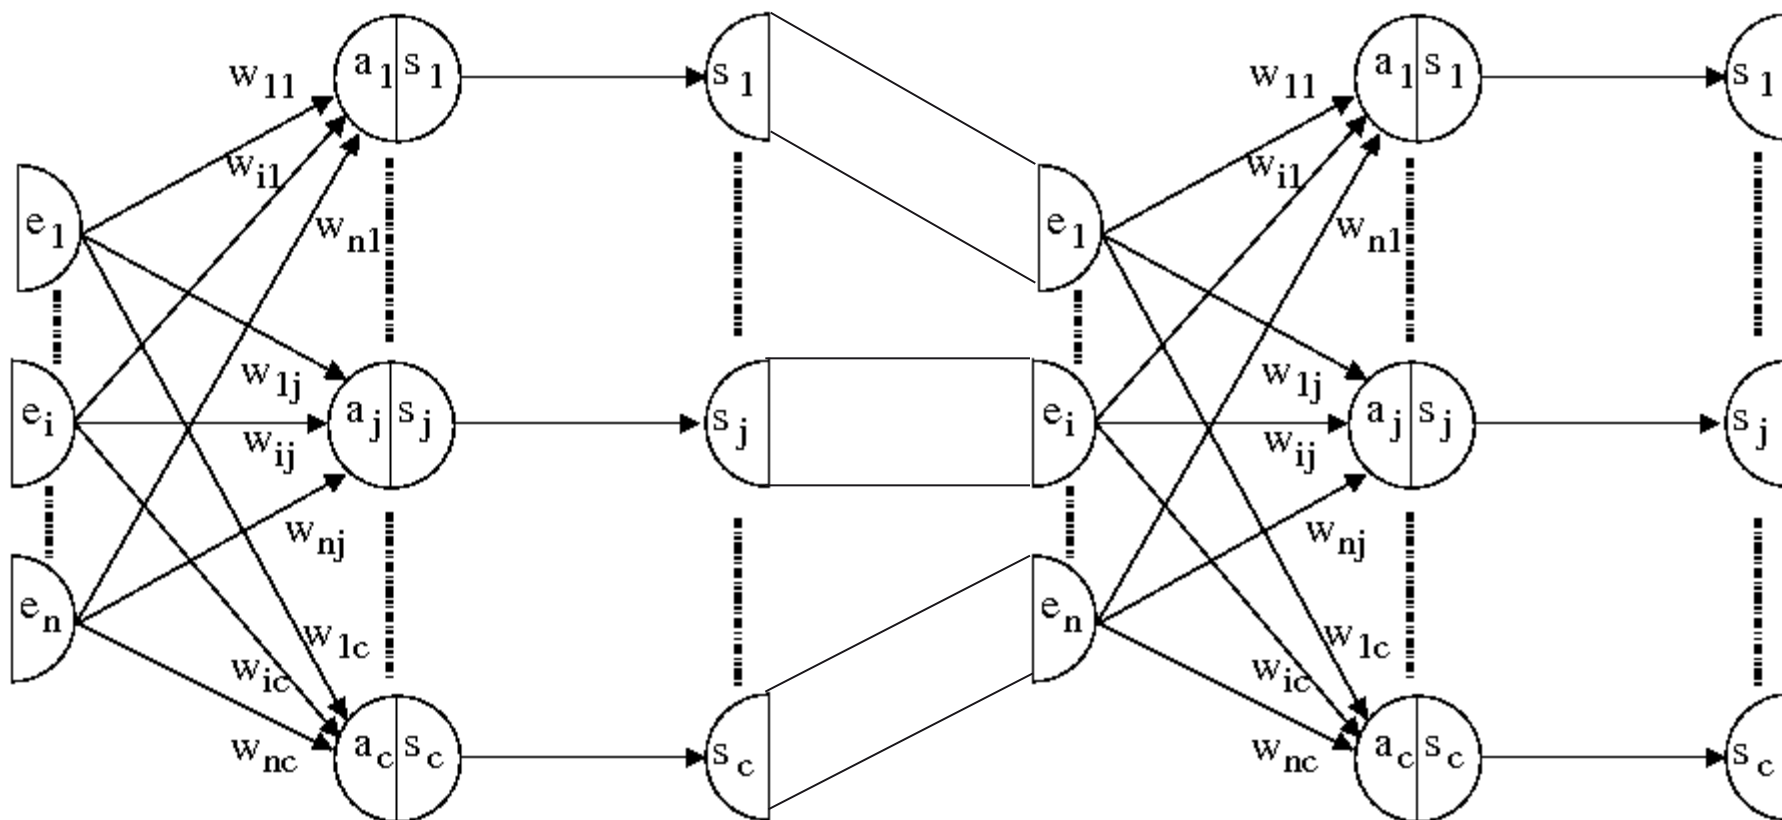 a1 s1 s1 a1 s1 s1
w11 w11
wi1 wi1
e1 wn1 e1 wn1
w1j w1j
ei aj sj sj ei aj sj sj
wij wij
wnj wnj
en en
w1c w1c
wic wic
wnc ac sc sc wnc ac sc sc